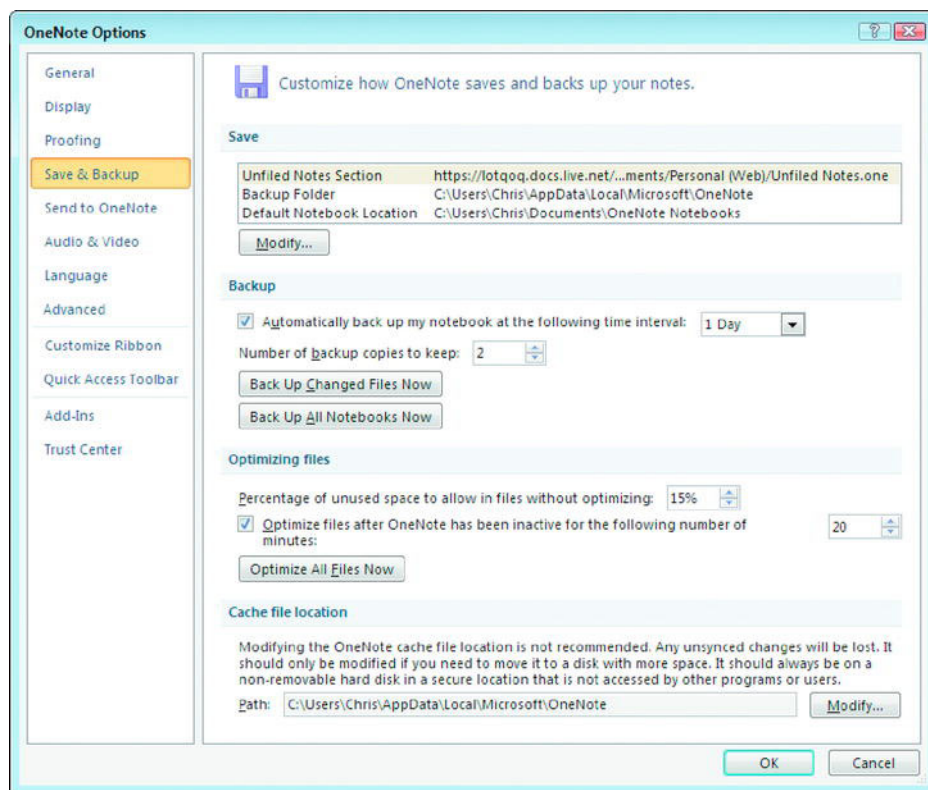 OneNote Options
General
Display
Proofing
Save & Backup
Send to OneNote
Audio & Video
Language
Advanced
Customize Ribbon
Quick Access Toolbar
Add-Ins
Trust Center
Customize how OneNote saves and backs up your notes.
Save
Unfiled Notes Section https://lotqoq.docs.live.net/...ments/Personal (Web)/Unfiled Notes.one
Backup Folder C:\Users\Chris\AppData\Local\Microsoft\OneNote
Default Notebook Location C:\Users\Chris\Documents\OneNote Notebooks
Modify...
Backup
Automatically back up my notebook at the following time interval: 1 Day
Number of backup copies to keep: 2
Back Up Changed Files Now
Back Up All Notebooks Now
Optimizing files
Percentage of unused space to allow in files without optimizing: 15%
Optimize files after OneNote has been inactive for the following number of 20
minutes:
Optimize All Files Now
Cache file location
Modifying the OneNote cache file location is not recommended. Any unsynced changes will be lost. It
should only be modified if you need to move it to a disk with more space. It should always be on a
non-removable hard disk in a secure location that is not accessed by other programs or users.
Path: C:\Users\Chris\AppData\Local\Microsoft\OneNote Modify...
OK Cancel